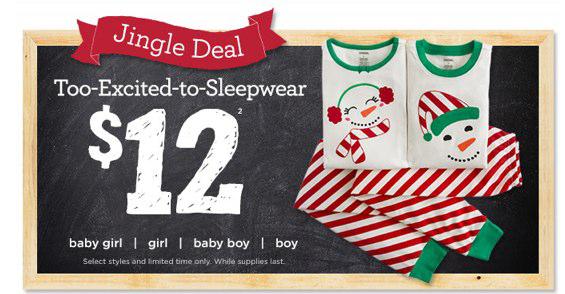 Jingle Deal
Too-Excited-to-Sleepwear
$12²
baby girl | girl | baby boy | boy
Select styles and limited time only. While supplies last.